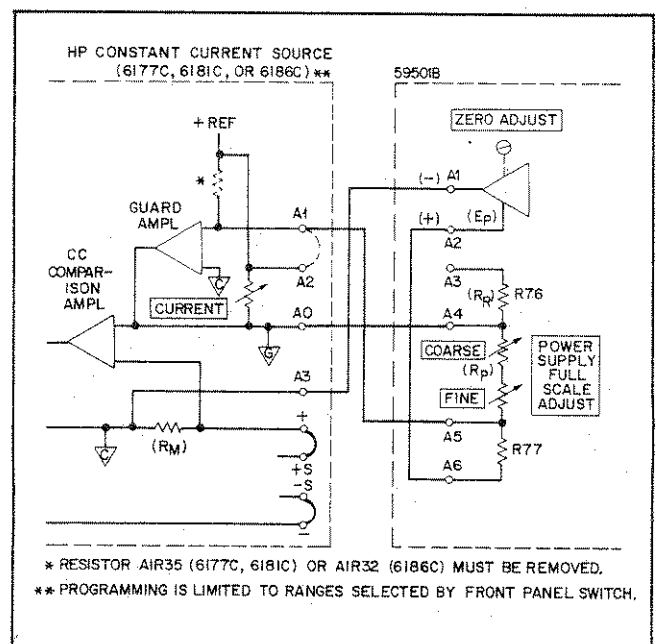 HP CONSTANT CURRENT SOURCE
(6177C, 6181C, OR 6186C) **
59501B
+ REF
ZERO ADJUST
*
(-) A1
GUARD
AMPL
A1
(+) (Ep)
A2
CC
COMPAR-
ISON
AMPL
C
A2
A3
CURRENT
(RR) R76
A0
A4
G
COARSE
(Rp)
POWER
SUPPLY
FULL
SCALE
ADJUST
FINE
A3
+
A5
C
(RM)
R77
+S
-S
A6
-
* RESISTOR A1R35 (6177C, 6181C) OR A1R32 (6186C) MUST BE REMOVED.
** PROGRAMMING IS LIMITED TO RANGES SELECTED BY FRONT PANEL SWITCH.